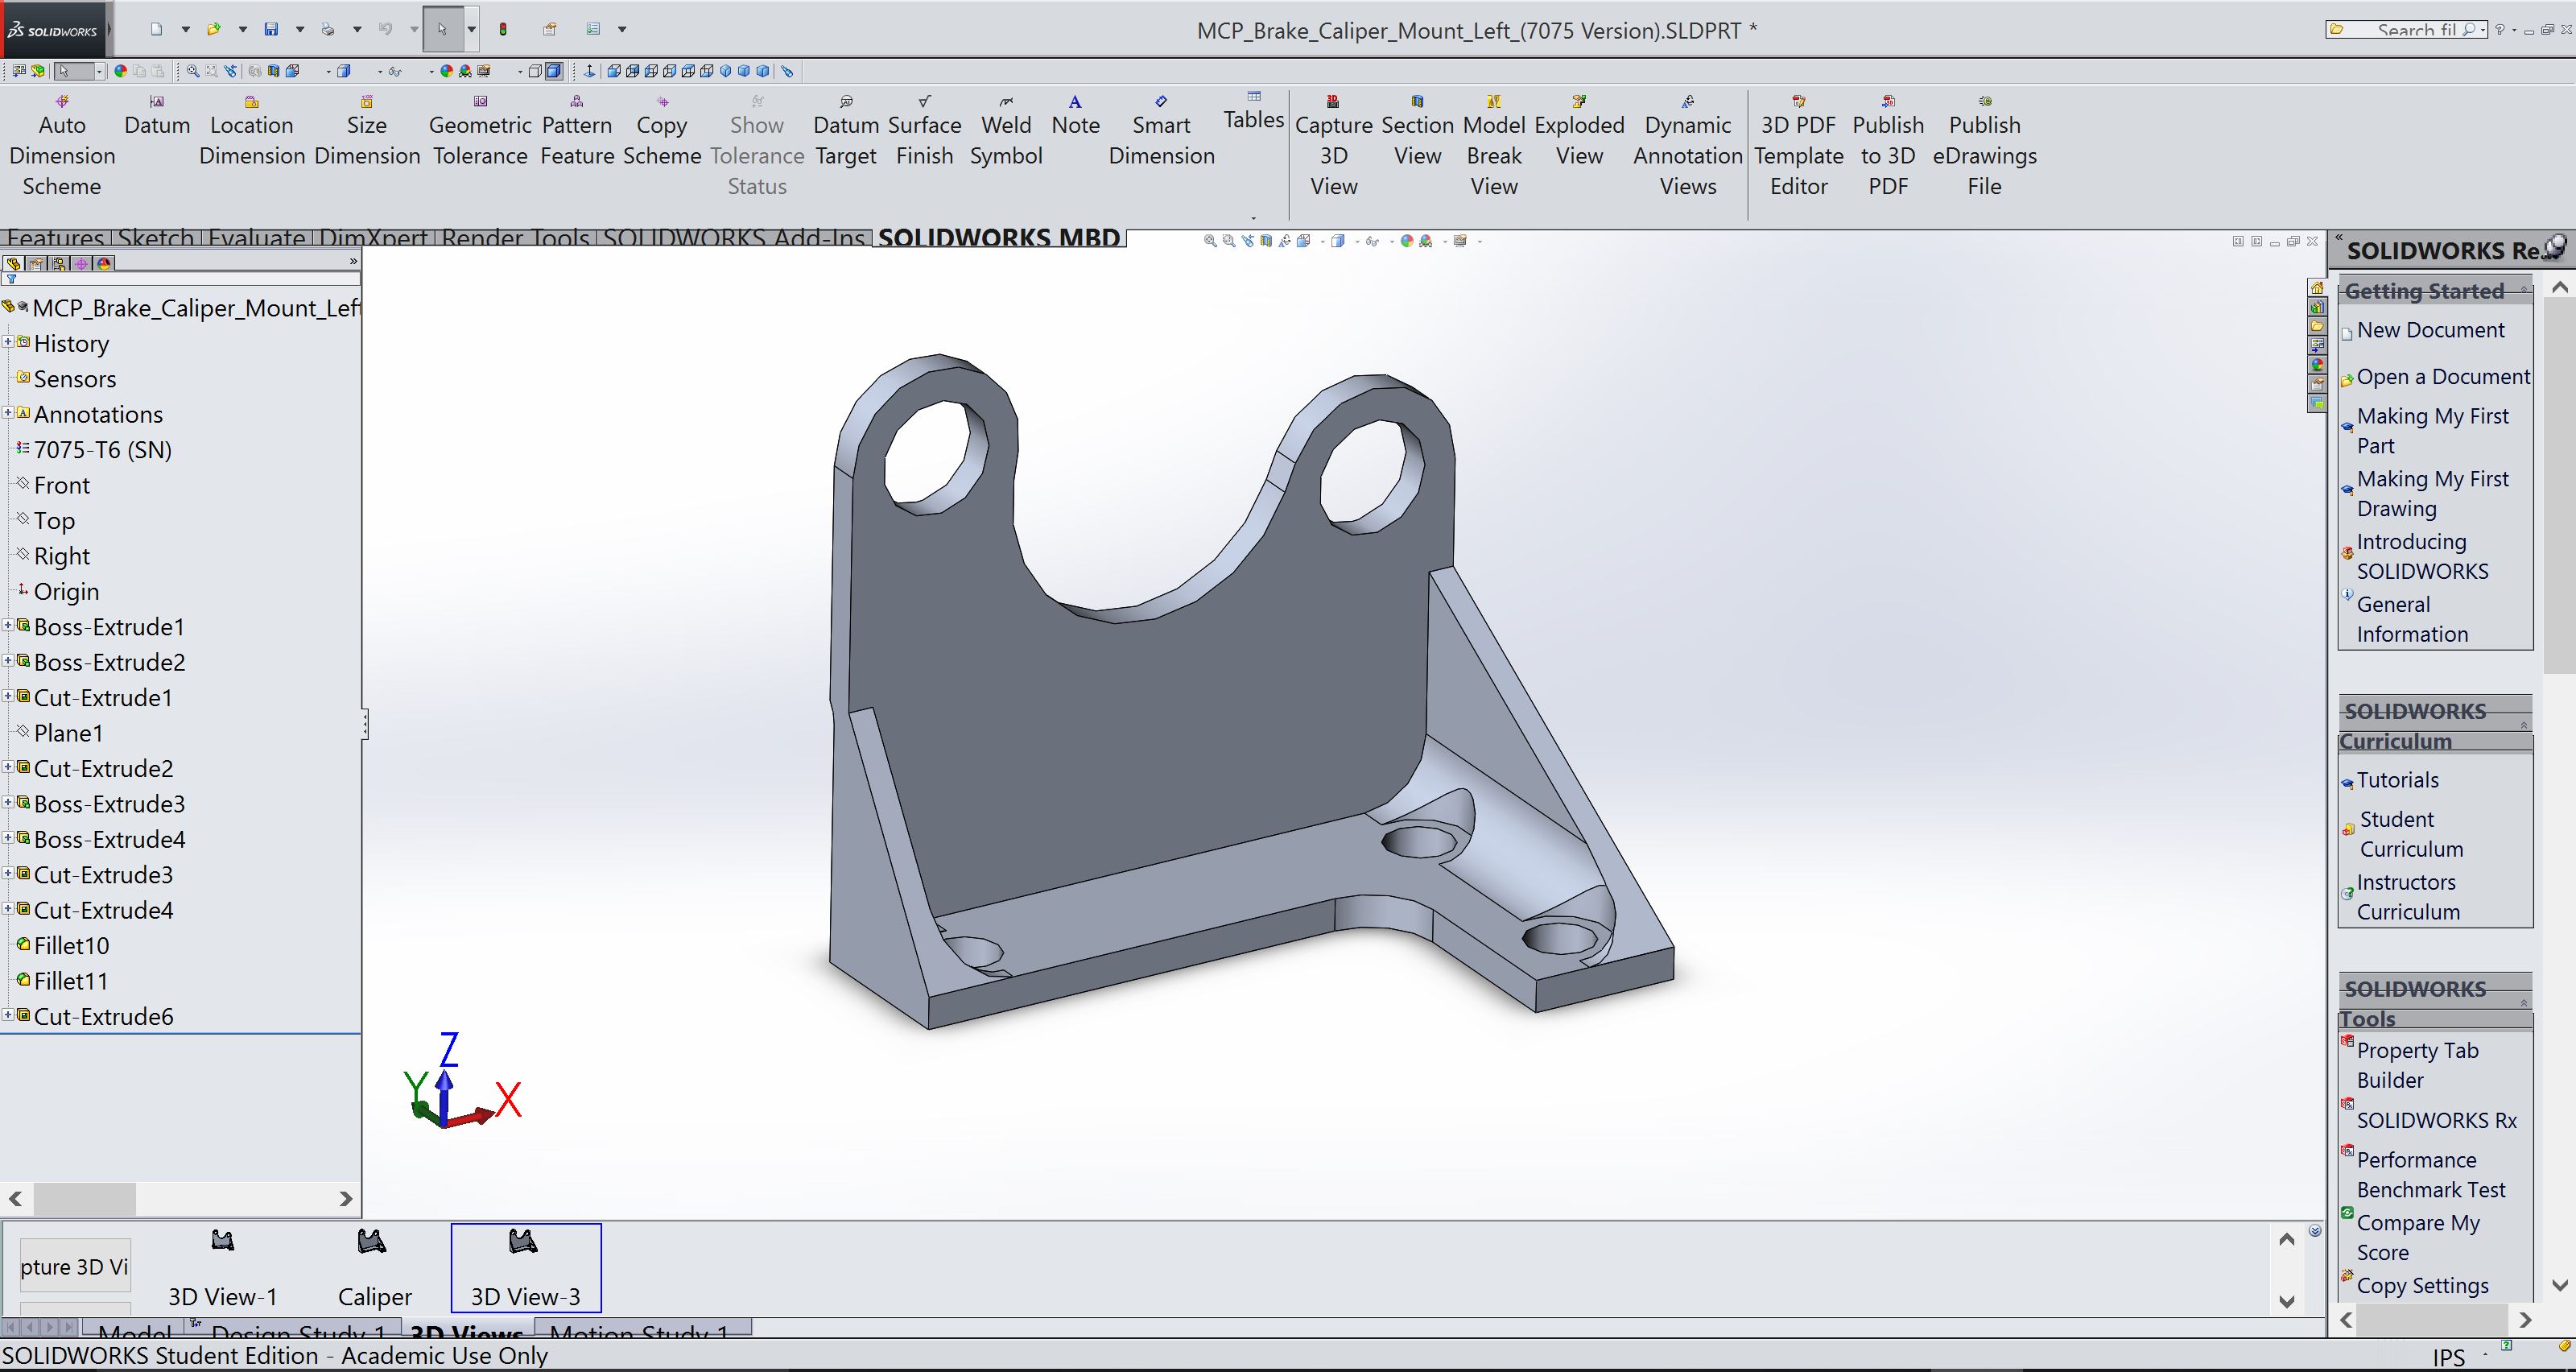 SOLIDWORKS
MCP_Brake_Caliper_Mount_Left_(7075 Version).SLDPRT *
Search fil
Auto Dimension Scheme
Datum
Location Dimension
Size Dimension
Geometric Tolerance
Pattern Feature
Copy Scheme
Show Tolerance Status
Datum Target
Surface Finish
Weld Symbol
Note
Smart Dimension
Tables
Capture 3D View
Section View
Model Break View
Exploded View
Dynamic Annotation Views
3D PDF Template Editor
Publish to 3D PDF
Publish eDrawings File
Features
Sketch
Evaluate
DimXpert
Render Tools
SOLIDWORKS Add-Ins
SOLIDWORKS MBD
MCP_Brake_Caliper_Mount_Lef
History
Sensors
Annotations
7075-T6 (SN)
Front
Top
Right
Origin
Boss-Extrude1
Boss-Extrude2
Cut-Extrude1
Plane1
Cut-Extrude2
Boss-Extrude3
Boss-Extrude4
Cut-Extrude3
Cut-Extrude4
Fillet10
Fillet11
Cut-Extrude6
Z
Y
X
SOLIDWORKS Re...
Getting Started
New Document
Open a Document
Making My First
Part
Making My First
Drawing
Introducing
SOLIDWORKS
General
Information
SOLIDWORKS
Curriculum
Tutorials
Student
Curriculum
Instructors
Curriculum
SOLIDWORKS
Tools
Property Tab
Builder
SOLIDWORKS Rx
Performance
Benchmark Test
Compare My
Score
Copy Settings
pture 3D Vi
3D View-1
Caliper
3D View-3
Model
Design Study 1
3D Views
Motion Study 1
SOLIDWORKS Student Edition - Academic Use Only
IPS